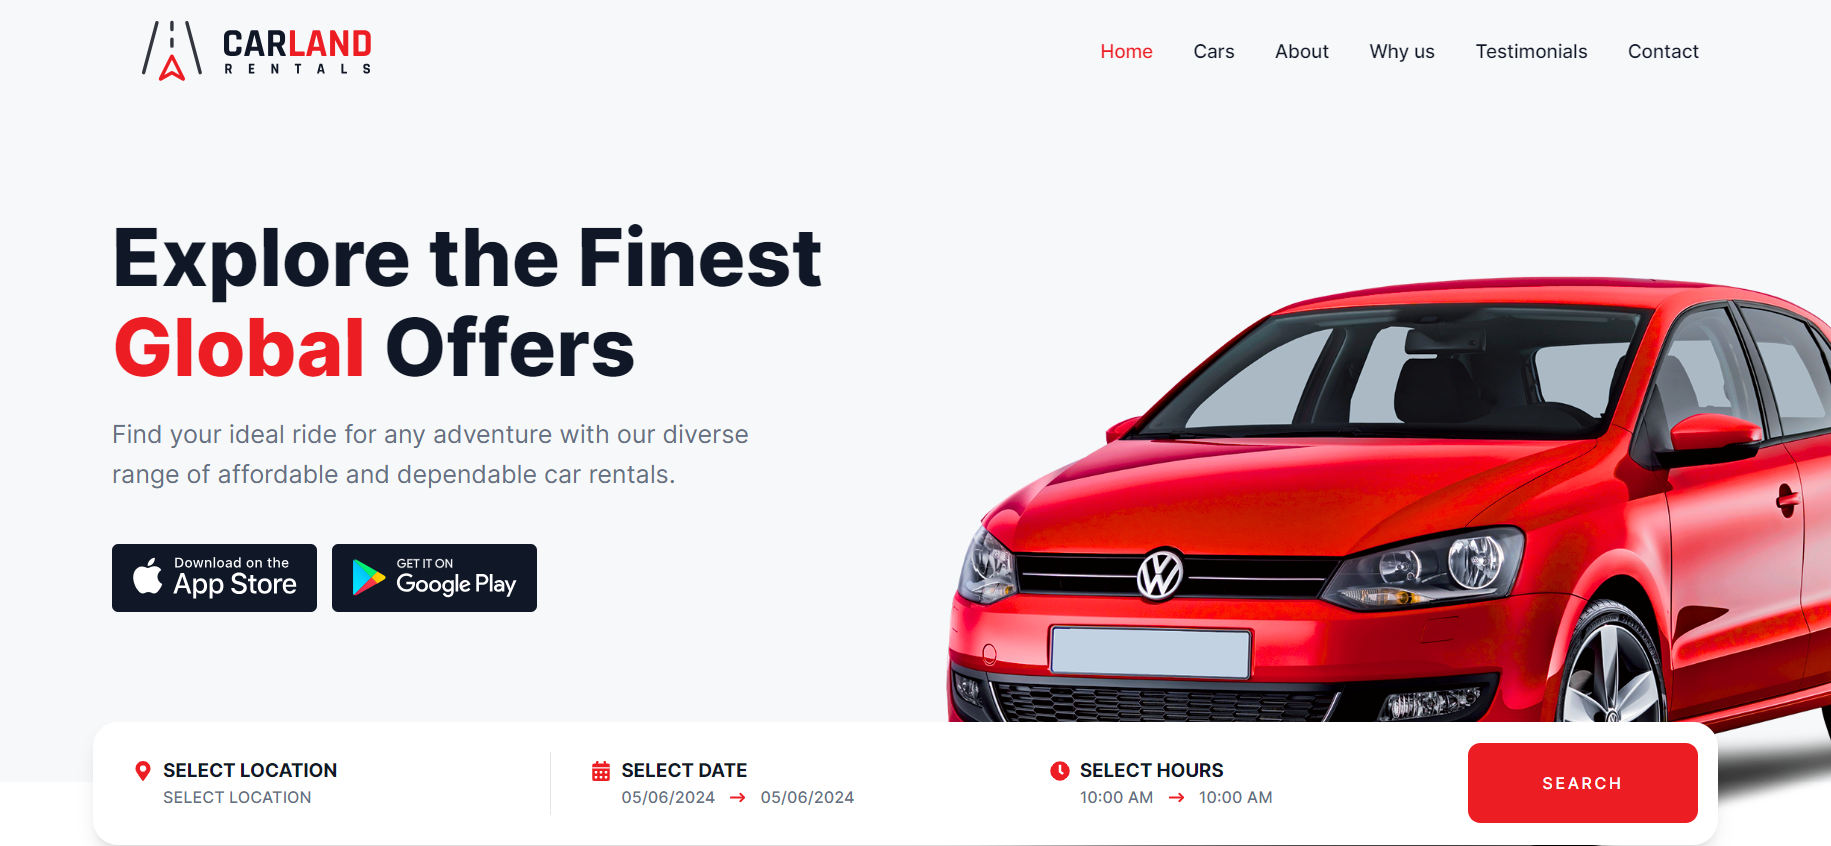 CARLAND
RENTALS
Home Cars About Why us Testimonials Contact
Explore the Finest
Global Offers
Find your ideal ride for any adventure with our diverse
range of affordable and dependable car rentals.
Download on the
App Store
GET IT ON
Google Play
SELECT LOCATION
SELECT LOCATION
SELECT DATE
05/06/2024 → 05/06/2024
SELECT HOURS
10:00 AM → 10:00 AM
SEARCH